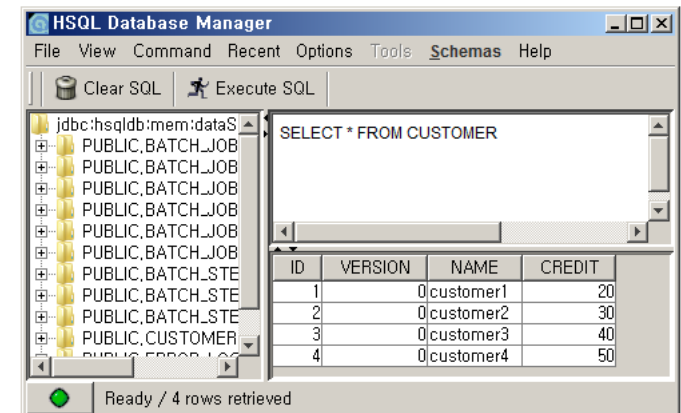 HSQL Database Manager
File View Command Recent Options Tools Schemas Help
Clear SQL Execute SQL
jdbc:hsqldb:mem:dataS
PUBLIC.BATCH_JOB
PUBLIC.BATCH_JOB
PUBLIC.BATCH_JOB
PUBLIC.BATCH_JOB
PUBLIC.BATCH_JOB
PUBLIC.BATCH_JOB
PUBLIC.BATCH_STE
PUBLIC.BATCH_STE
PUBLIC.BATCH_STE
PUBLIC.CUSTOMER
SELECT * FROM CUSTOMER
ID VERSION NAME CREDIT
1 0 customer1 20
2 0 customer2 30
3 0 customer3 40
4 0 customer4 50
Ready / 4 rows retrieved